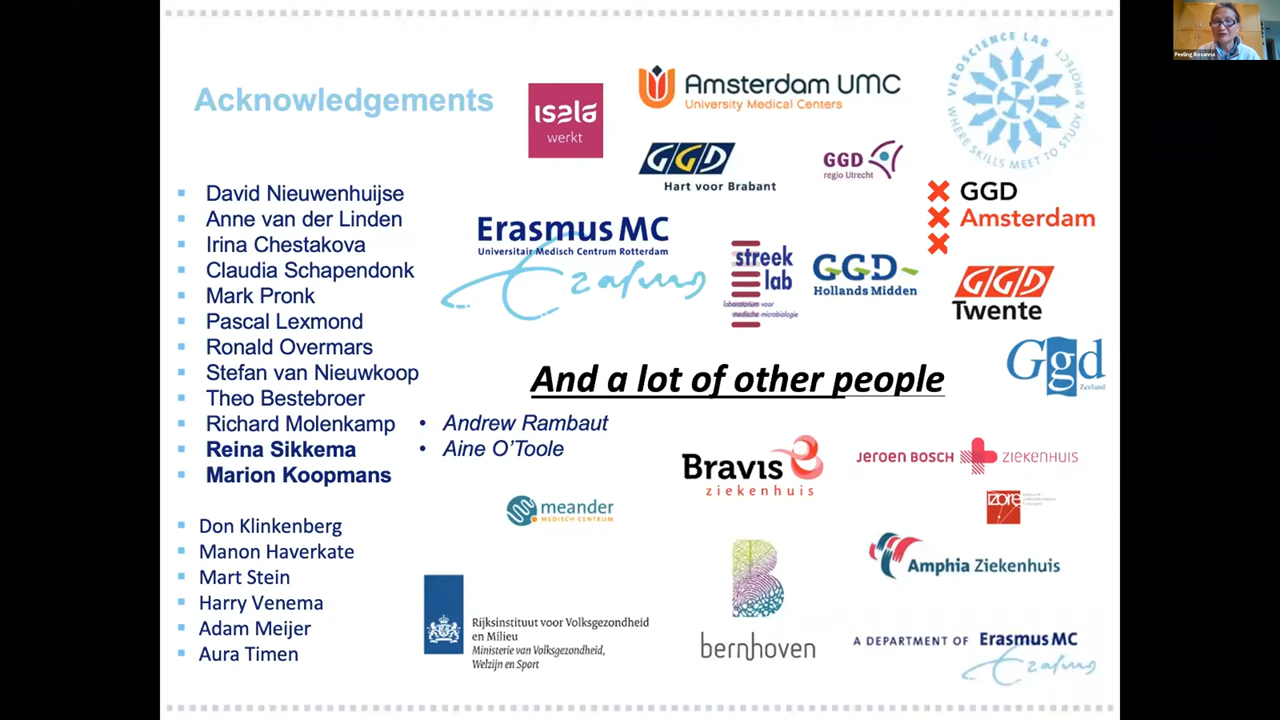 Acknowledgements
David Nieuwenhuijse
Anne van der Linden
Irina Chestakova
Claudia Schapendonk
Mark Pronk
Pascal Lexmond
Ronald Overmars
Stefan van Nieuwkoop
Theo Bestebroer
Richard Molenkamp
Reina Sikkema
Marion Koopmans
Andrew Rambaut
Aine O'Toole
Don Klinkenberg
Manon Haverkate
Mart Stein
Harry Venema
Adam Meijer
Aura Timen
isala
werkt
Amsterdam UMC
University Medical Centers
VIROSCIENCE LAB
WHERE SKILLS MEET TO STUDY & PROTECT
GGD
Hart voor Brabant
GGD
regio Utrecht
GGD
Amsterdam
Erasmus MC
Universitair Medisch Centrum Rotterdam
Erasmus
streek
lab
laboratorium voor
medische microbiologie
GGD
Hollands Midden
GGD
Twente
Ggd
Zeeland
And a lot of other people
Bravis
ziekenhuis
JEROEN BOSCH ZIEKENHUIS
meander
MEDISCH CENTRUM
izore
Amphia Ziekenhuis
Rijksinstituut voor Volksgezondheid
en Milieu
Ministerie van Volksgezondheid,
Welzijn en Sport
bernhoven
A DEPARTMENT OF Erasmus MC
Erasmus
Peeling Rosanna